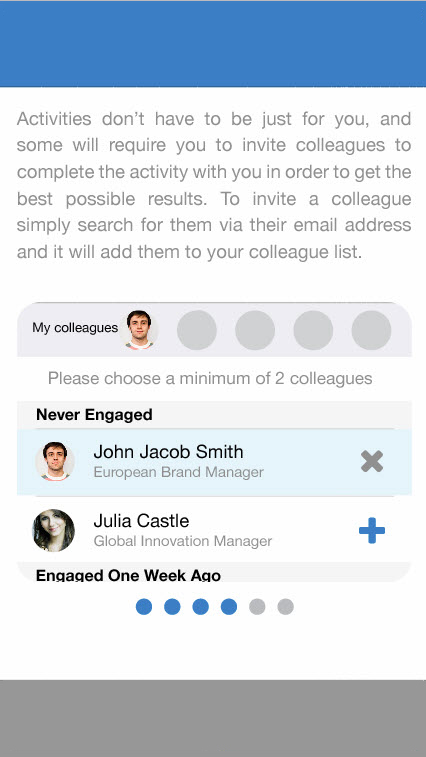 Activities don’t have to be just for you, and
some will require you to invite colleagues to
complete the activity with you in order to get the
best possible results. To invite a colleague
simply search for them via their email address
and it will add them to your colleague list.
My colleagues
Please choose a minimum of 2 colleagues
Never Engaged
John Jacob Smith
European Brand Manager
Julia Castle
Global Innovation Manager
Engaged One Week Ago